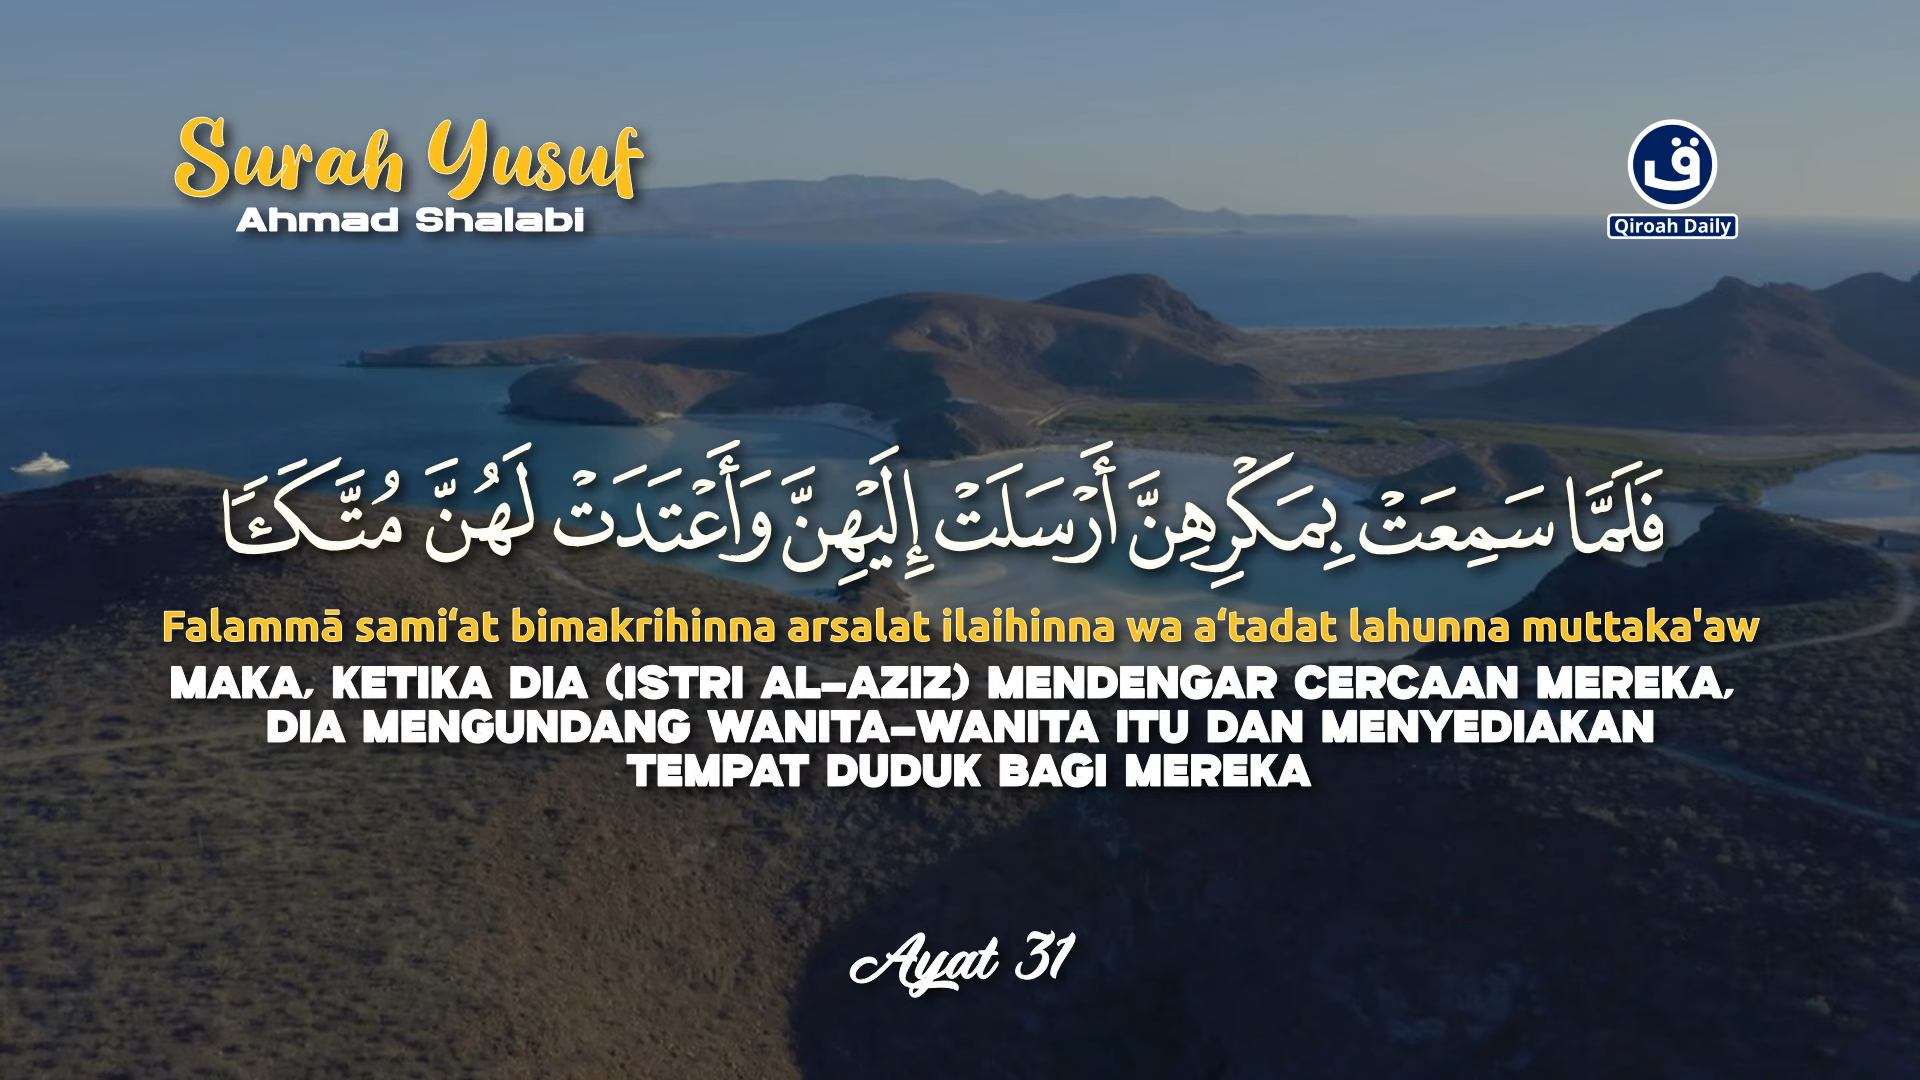 Surah Yusuf
Ahmad Shalabi
ق
Qiroah Daily
فَلَمَّا سَمِعَتْ بِمَكْرِهِنَّ أَرْسَلَتْ إِلَيْهِنَّ وَأَعْتَدَتْ لَهُنَّ مُتَّكَـًٔا
Falammā sami‘at bimakrihinna arsalat ilaihinna wa a‘tadat lahunna muttaka'aw
MAKA, KETIKA DIA (ISTRI AL-AZIZ) MENDENGAR CERCAAN MEREKA,
DIA MENGUNDANG WANITA-WANITA ITU DAN MENYEDIAKAN
TEMPAT DUDUK BAGI MEREKA
Ayat 31